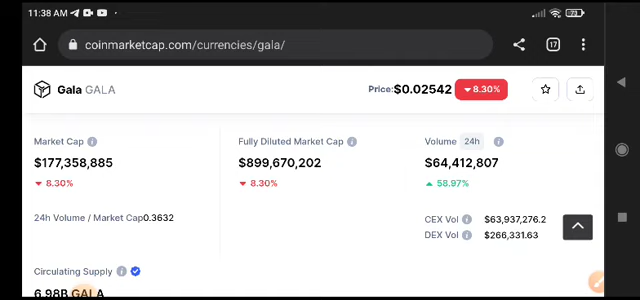 11:38 AM
73
coinmarketcap.com/currencies/gala/
17
Gala GALA
Price:$0.02542 8.30%
Market Cap
$177,358,885
8.30%
24h Volume / Market Cap0.3632
Fully Diluted Market Cap
$899,670,202
8.30%
Volume 24h
$64,412,807
58.97%
CEX Vol $63,937,276.2
DEX Vol $266,331.63
Circulating Supply
6.98B GALA